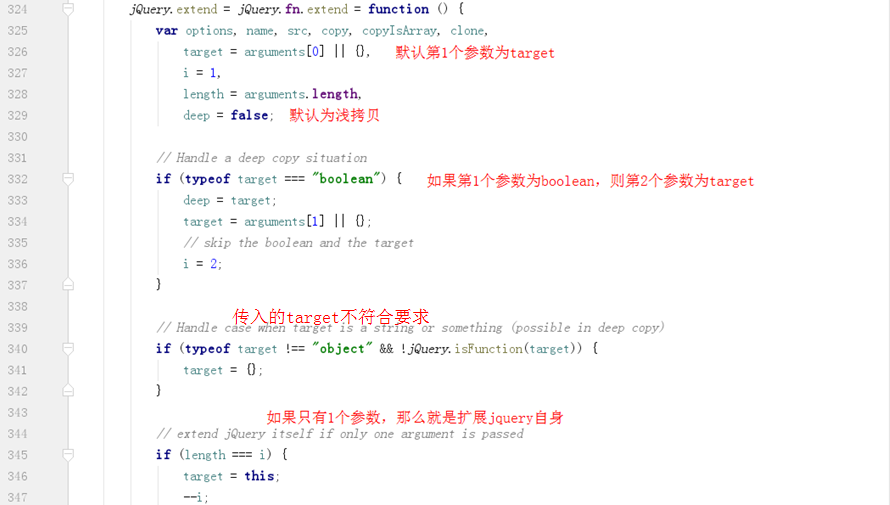 324 jQuery.extend = jQuery.fn.extend = function () {
325 var options, name, src, copy, copyIsArray, clone,
326 target = arguments[0] || {}, 默认第1个参数为target
327 i = 1,
328 length = arguments.length,
329 deep = false; 默认为浅拷贝
330
331 // Handle a deep copy situation
332 if (typeof target === "boolean") { 如果第1个参数为boolean，则第2个参数为target
333 deep = target;
334 target = arguments[1] || {};
335 // skip the boolean and the target
336 i = 2;
337 }
338
传入的target不符合要求
339 // Handle case when target is a string or something (possible in deep copy)
340 if (typeof target !== "object" && !jQuery.isFunction(target)) {
341 target = {};
342 }
343 如果只有1个参数，那么就是扩展jquery自身
344 // extend jQuery itself if only one argument is passed
345 if (length === i) {
346 target = this;
347 --i;